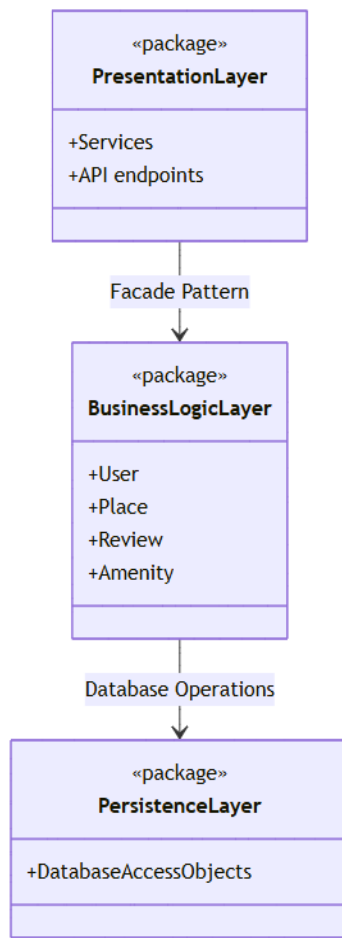 «package»
PresentationLayer
+Services
+API endpoints
Facade Pattern
«package»
BusinessLogicLayer
+User
+Place
+Review
+Amenity
Database Operations
«package»
PersistenceLayer
+DatabaseAccessObjects